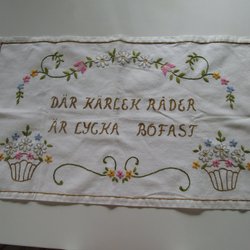 DÄR KÄRLEK RÅDER
ÄR LYCKA BOFAST